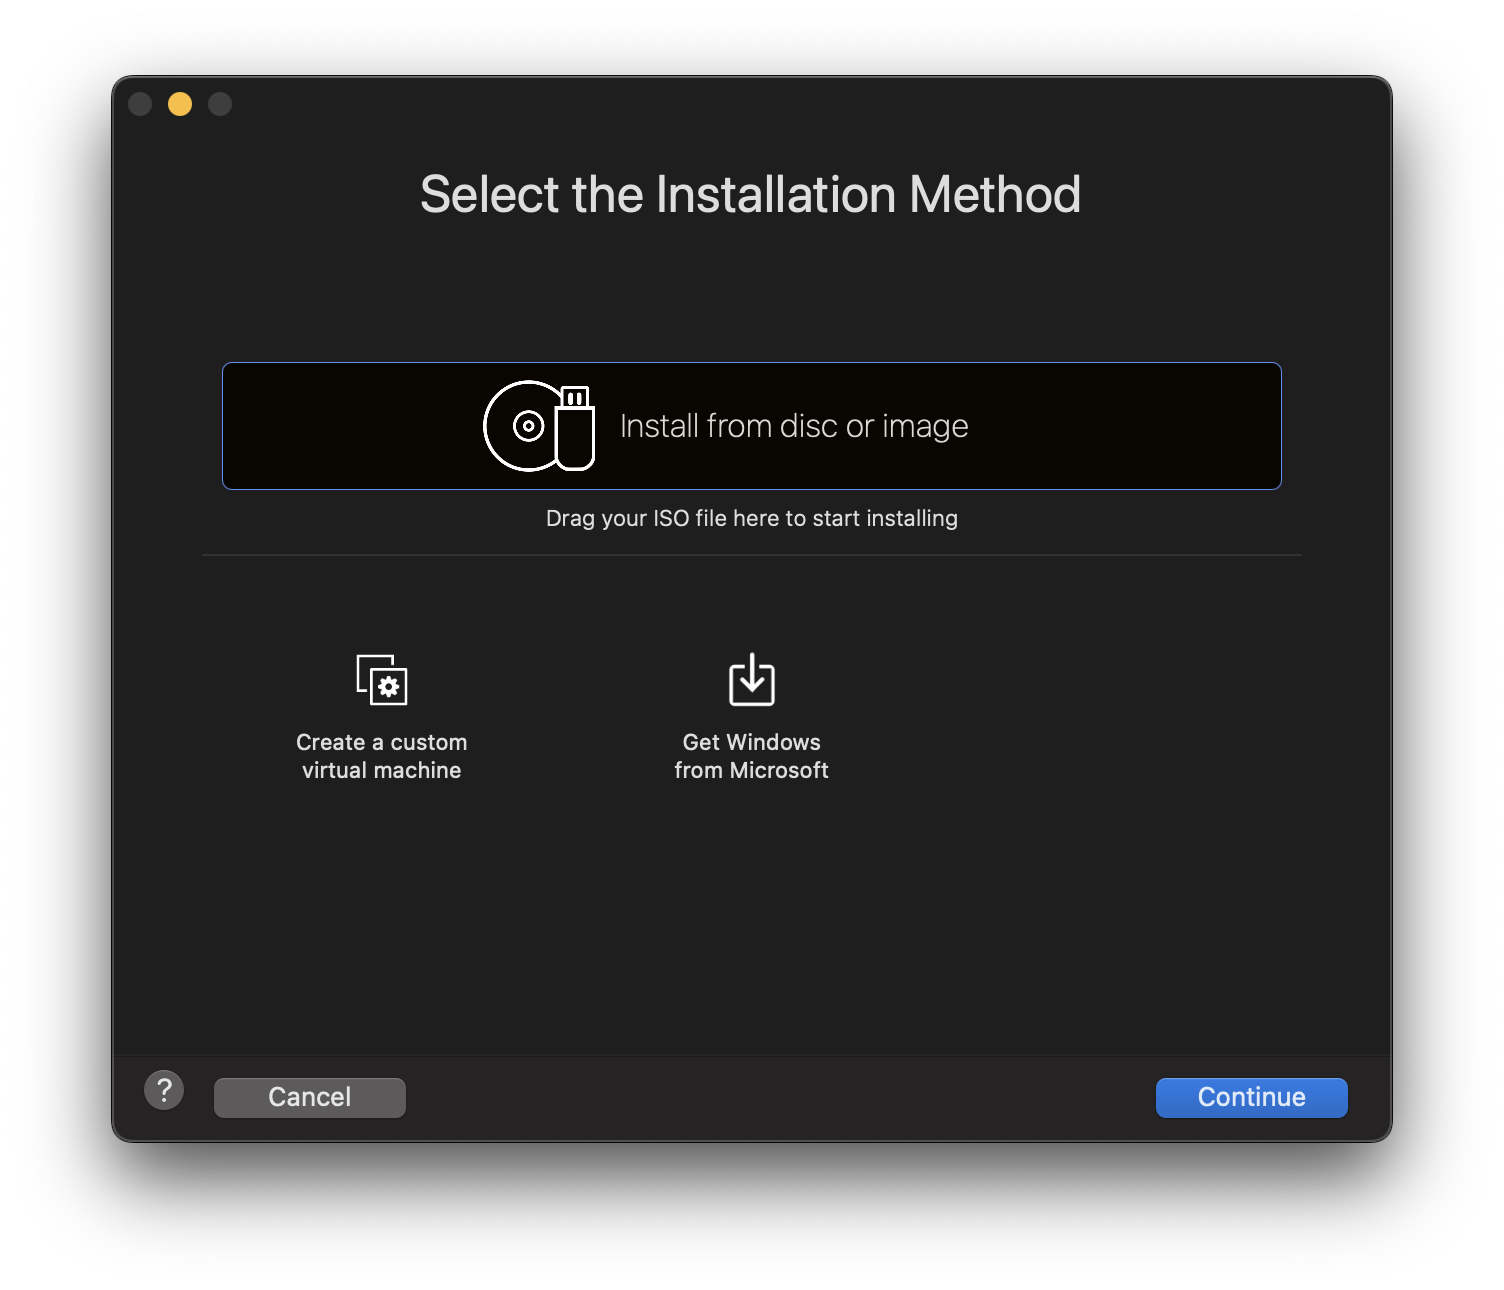 Select the Installation Method
Install from disc or image
Drag your ISO file here to start installing
Create a custom
virtual machine
Get Windows
from Microsoft
?
Cancel
Continue